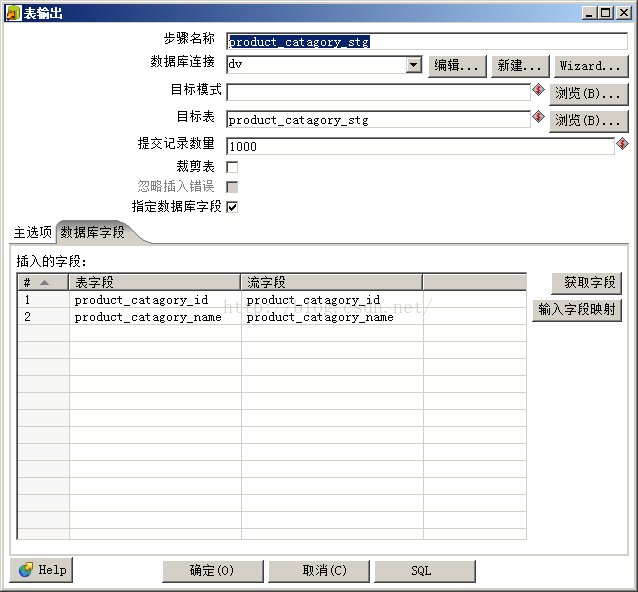 表输出
步骤名称 product_catagory_stg
数据库连接 dv 编辑... 新建... Wizard...
目标模式 浏览(B)...
目标表 product_catagory_stg 浏览(B)...
提交记录数量 1000
裁剪表
忽略插入错误
指定数据库字段
主选项 数据库字段
插入的字段:
# 表字段 流字段 获取字段
1 product_catagory_id product_catagory_id
2 product_catagory_name product_catagory_name 输入字段映射
http://blog.csdn.net/
Help 确定(O) 取消(C) SQL